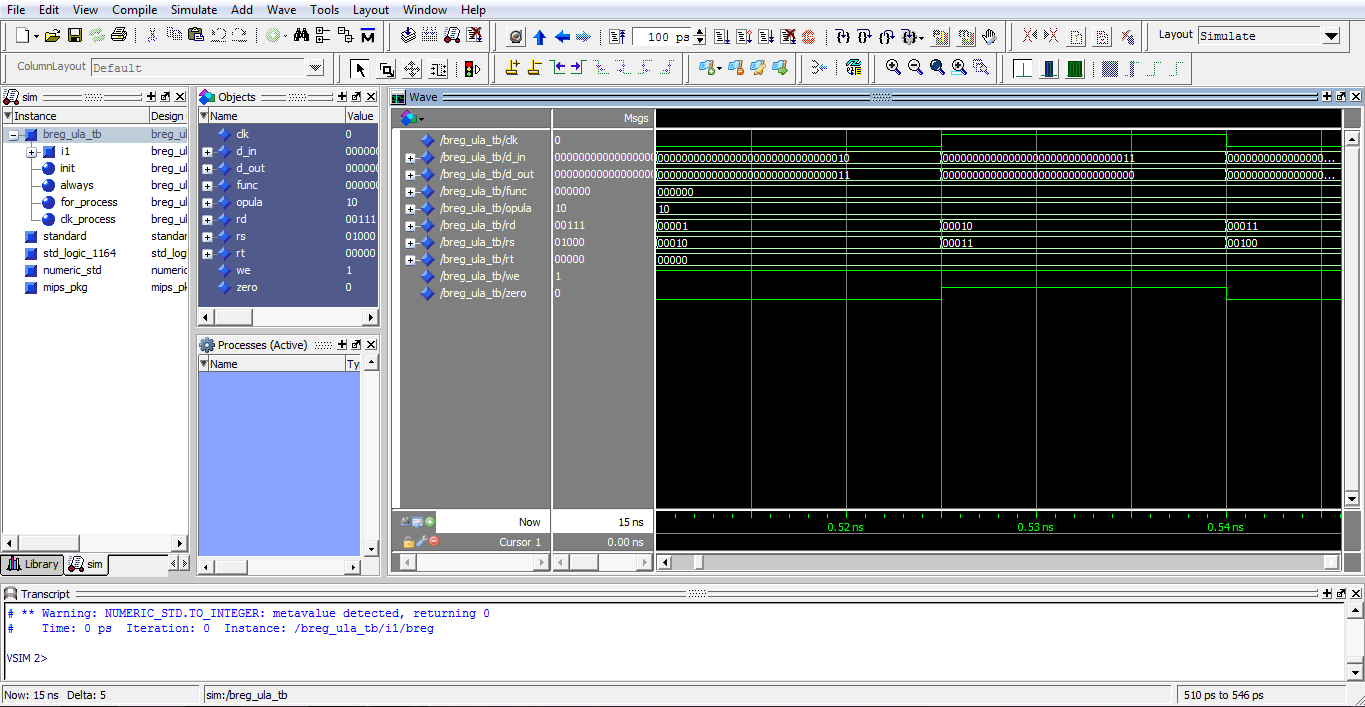 File Edit View Compile Simulate Add Wave Tools Layout Window Help
100 ps
Layout Simulate
ColumnLayout Default
sim
Instance Design
breg_ula_tb breg_ul
i1 breg_ul
init breg_ul
always breg_ul
for_process breg_ul
clk_process breg_ul
standard standar
std_logic_1164 std_log
numeric_std numeric
mips_pkg mips_pk
Library sim
Objects
Name Value
clk 0
d_in 000000
d_out 000000
func 000000
opula 10
rd 00111
rs 01000
rt 00000
we 1
zero 0
Processes (Active)
Name Ty
Wave
Msgs
/breg_ula_tb/clk 0
/breg_ula_tb/d_in
/breg_ula_tb/d_out
/breg_ula_tb/func 000000 000000
/breg_ula_tb/opula 10 10
/breg_ula_tb/rd 00111 00001 00010 00011
/breg_ula_tb/rs 01000 00010 00011 00100
/breg_ula_tb/rt 00000 00000
/breg_ula_tb/we 1
/breg_ula_tb/zero 0
Now 15 ns 0.52 ns 0.53 ns 0.54 ns
Cursor 1 0.00 ns
Transcript
# ** Warning: NUMERIC_STD.TO_INTEGER: metavalue detected, returning 0
# Time: 0 ps Iteration: 0 Instance: /breg_ula_tb/i1/breg
VSIM 2>
Now: 15 ns Delta: 5 sim:/breg_ula_tb 510 ps to 546 ps